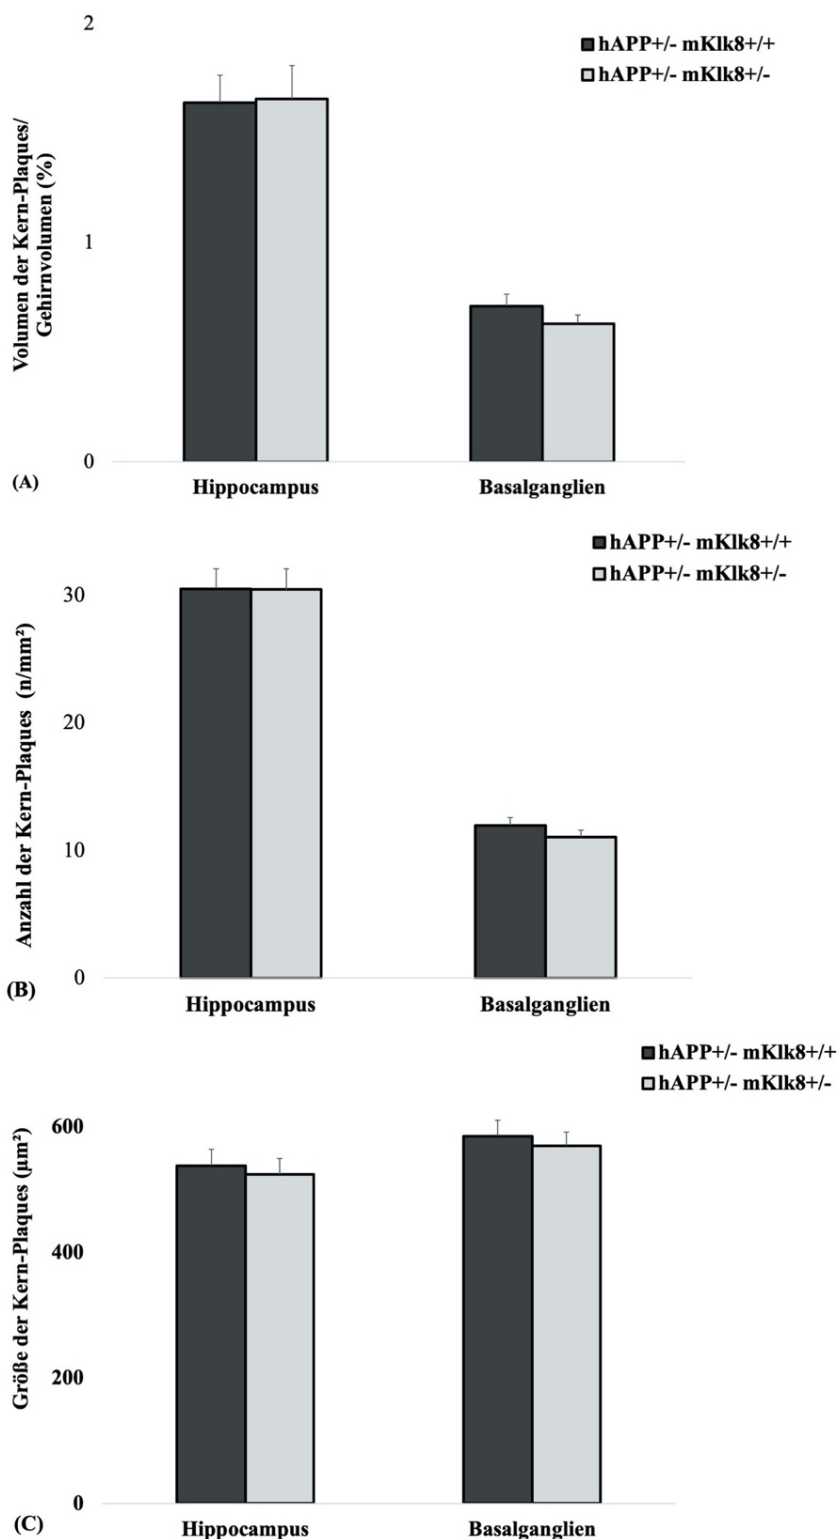 2
hAPP+/- mKlk8+/+
hAPP+/- mKlk8+/-
Volumen der Kern-Plaques/
Gehirnvolumen (%)
1
0
(A)
Hippocampus
Basalganglien
hAPP+/- mKlk8+/+
hAPP+/- mKlk8+/-
30
Anzahl der Kern-Plaques (n/mm²)
20
10
0
(B)
Hippocampus
Basalganglien
hAPP+/- mKlk8+/+
hAPP+/- mKlk8+/-
600
Größe der Kern-Plaques (µm²)
400
200
0
(C)
Hippocampus
Basalganglien